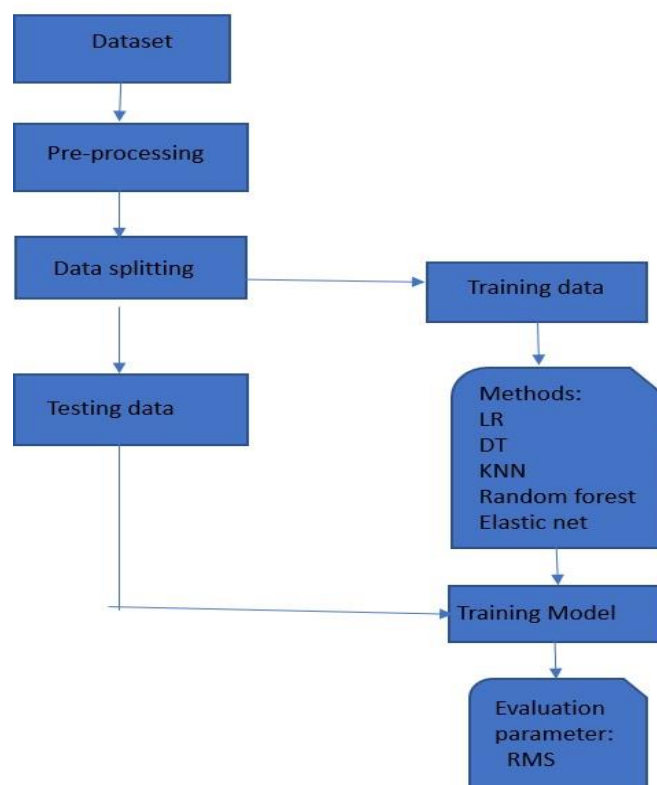 Dataset
Pre-processing
Data splitting
Training data
Testing data
Methods:
LR
DT
KNN
Random forest
Elastic net
Training Model
Evaluation
parameter:
RMS